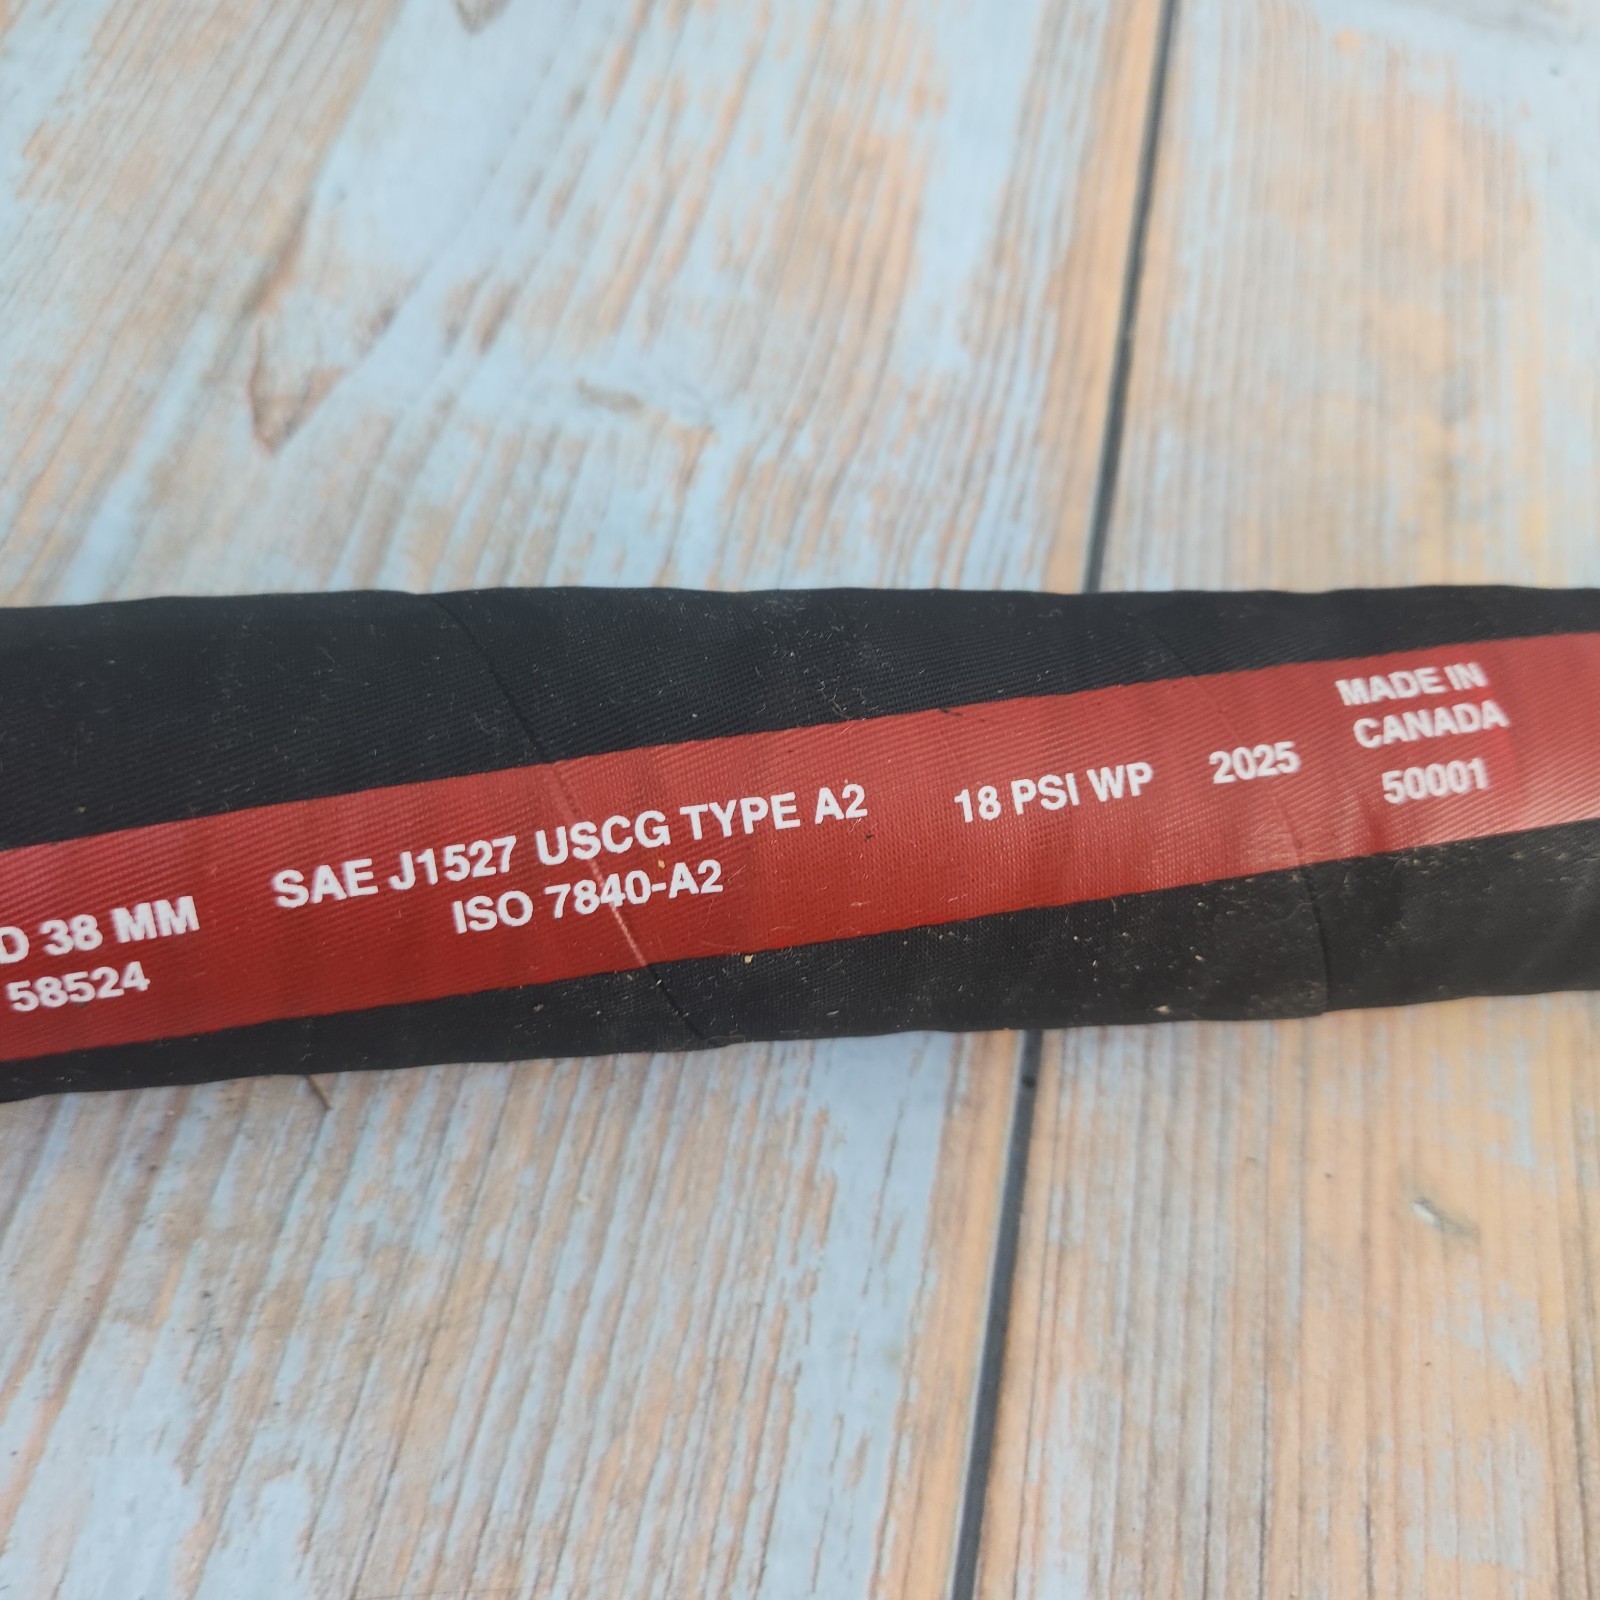 D 38 MM
58524
SAE J1527 USCG TYPE A2
ISO 7840-A2
18 PSI WP
2025
MADE IN
CANADA
50001